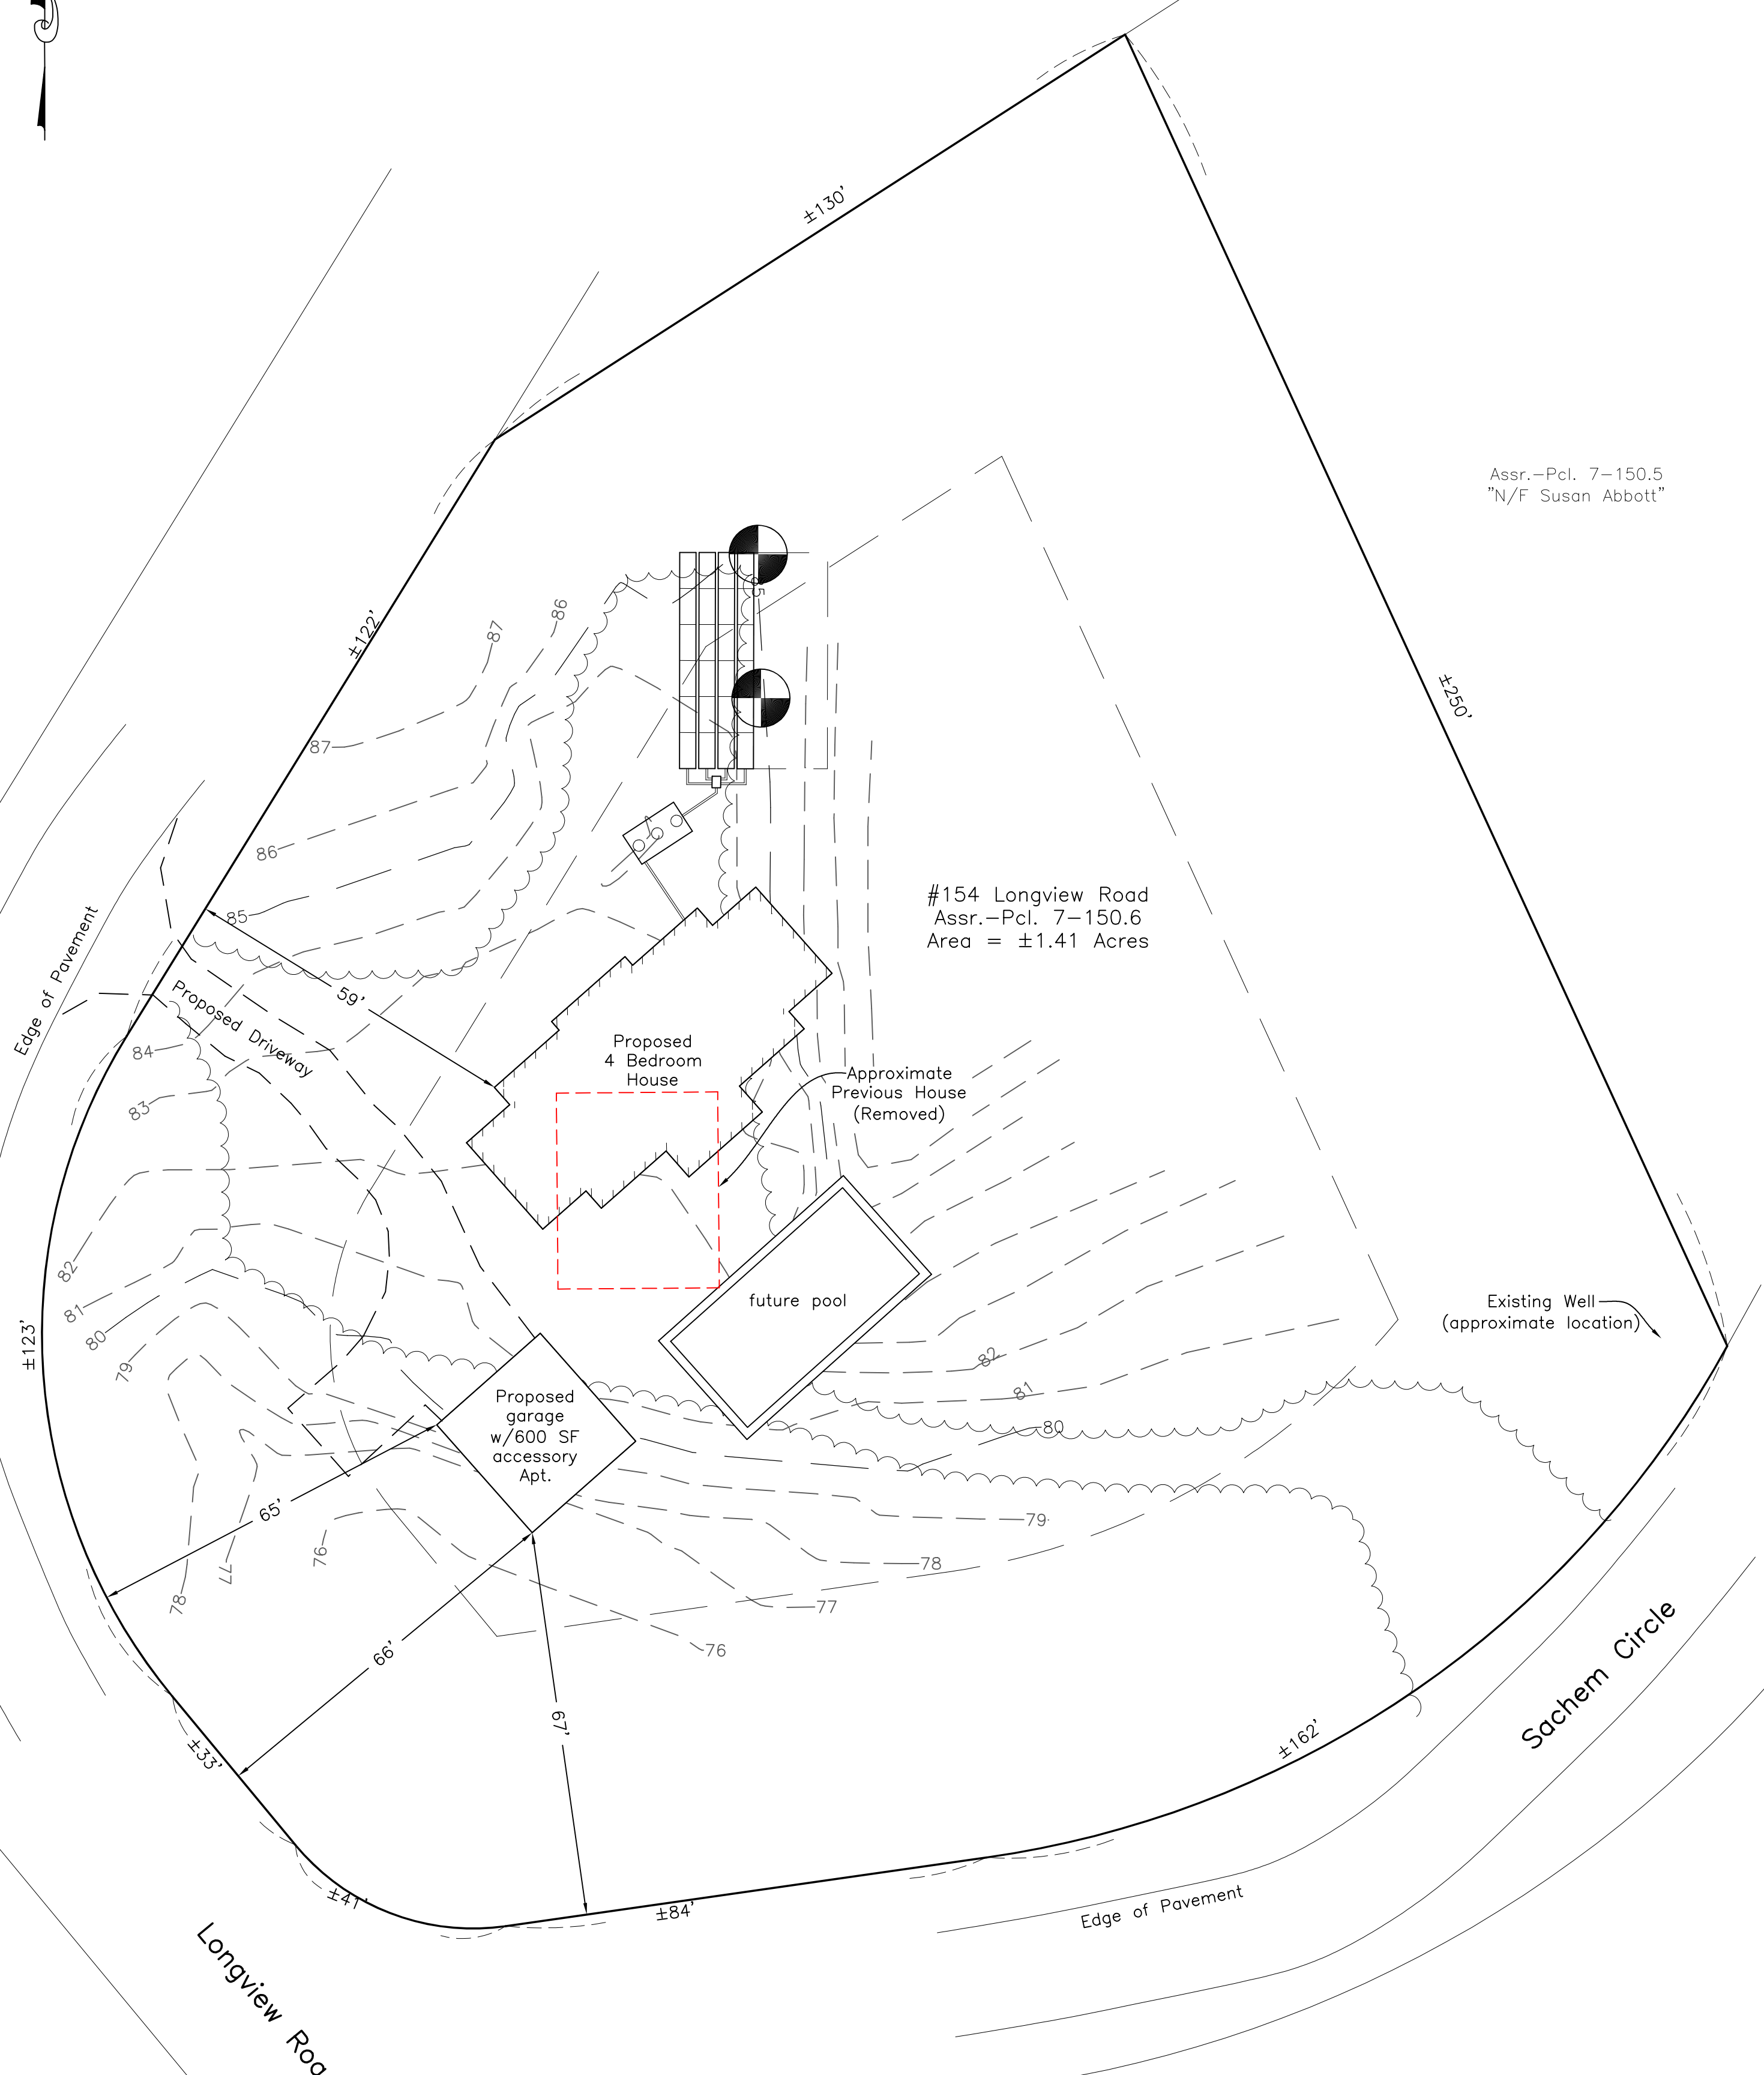 ±130'
Assr.-Pcl. 7-150.5
"N/F Susan Abbott"
±122'
86
87
±250'
87
86
85
#154 Longview Road
Assr.-Pcl. 7-150.6
Area = ±1.41 Acres
Edge of Pavement
59'
Proposed Driveway
Proposed
4 Bedroom
House
Approximate
Previous House
(Removed)
84
83
82
81
80
79
±123'
future pool
Existing Well
(approximate location)
82
81
80
Proposed
garage
w/600 SF
accessory
Apt.
65'
79
78
77
76
78
77
76
66'
67'
±33'
±162'
Sachem Circle
±41'
±84'
Edge of Pavement
Longview Roa